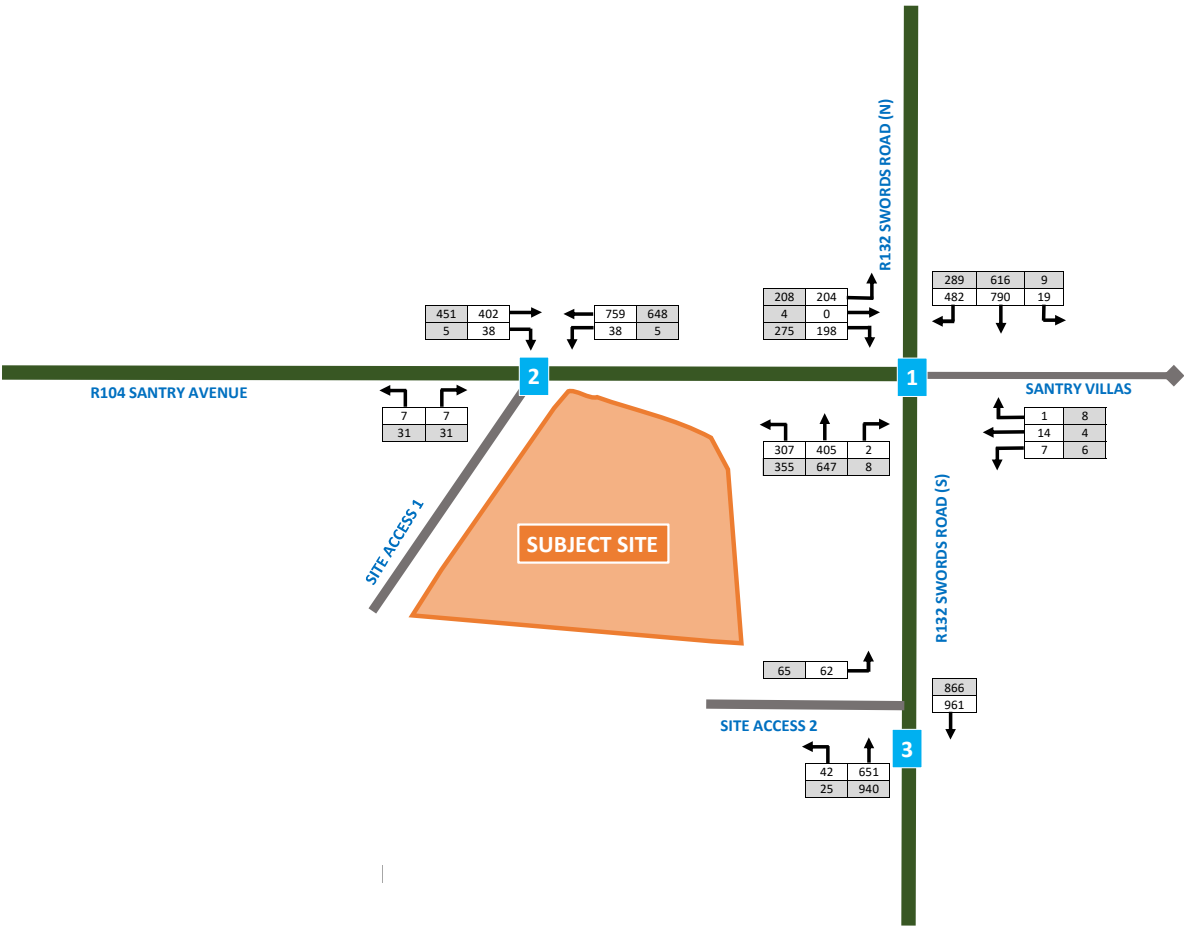 R132 SWORDS ROAD (N)
289 616 9
482 790 19
208 204
4 0
275 198
451 402
5 38
759 648
38 5
2
1
R104 SANTRY AVENUE
SANTRY VILLAS
7 7
31 31
1 8
14 4
7 6
307 405 2
355 647 8
SITE ACCESS 1
SUBJECT SITE
R132 SWORDS ROAD (S)
65 62
866
961
SITE ACCESS 2
3
42 651
25 940